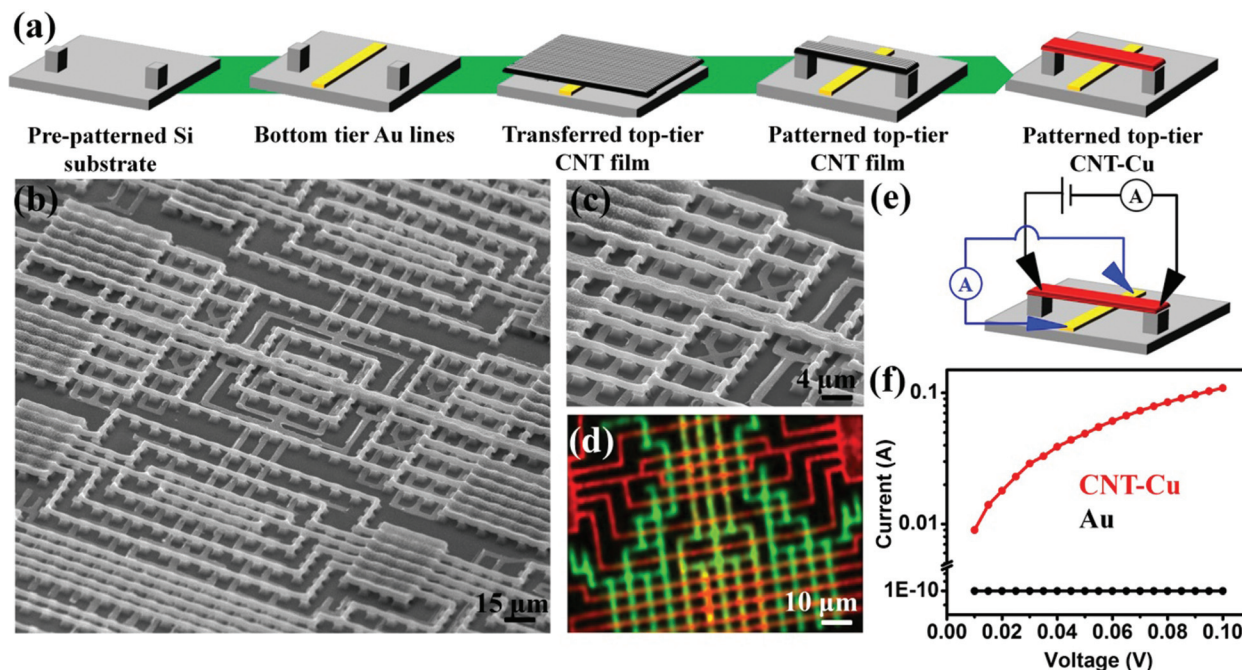 (a)
Pre-patterned Si
substrate
Bottom tier Au lines
Transferred top-tier
CNT film
Patterned top-tier
CNT film
Patterned top-tier
CNT-Cu
(b)
15 µm
(c)
4 µm
(d)
10 µm
(e)
A
A
(f)
Current (A)
0.1
0.01
1E-10
CNT-Cu
Au
0.00 0.02 0.04 0.06 0.08 0.10
Voltage (V)